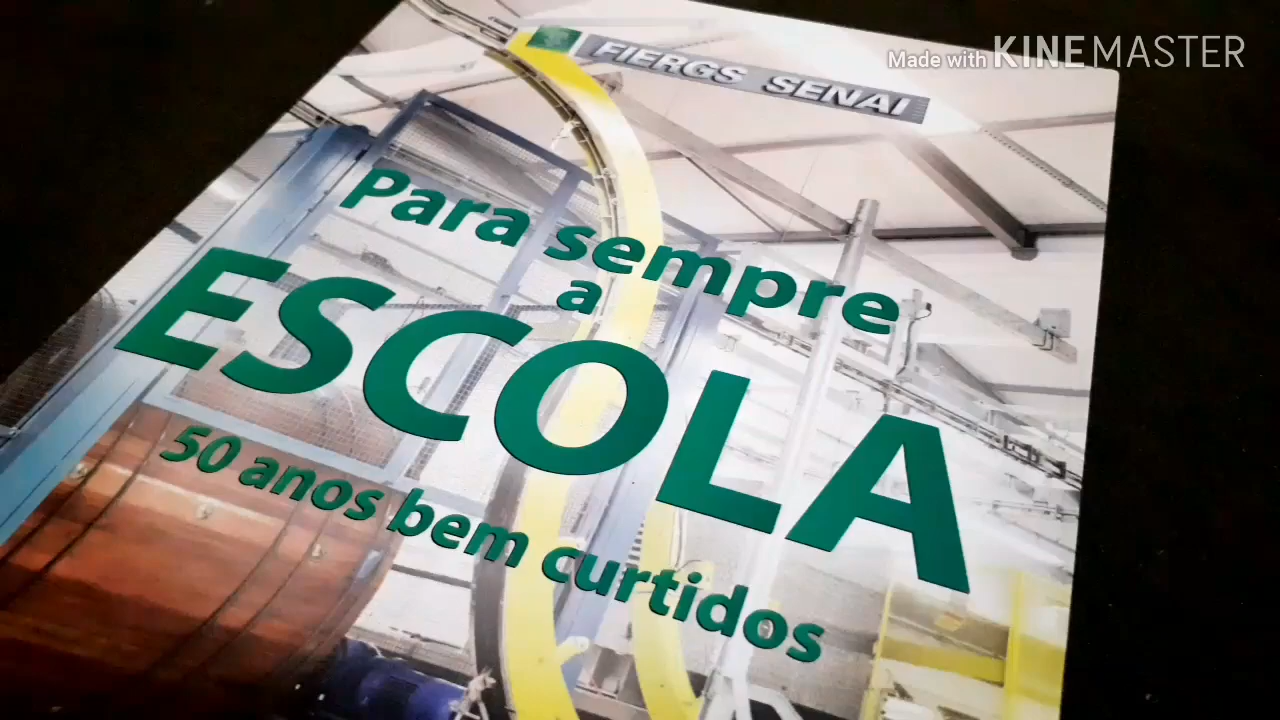 Made with KINEMASTER
FIERGS SENAI
Para sempre
a
ESCOLA
50 anos bem curtidos